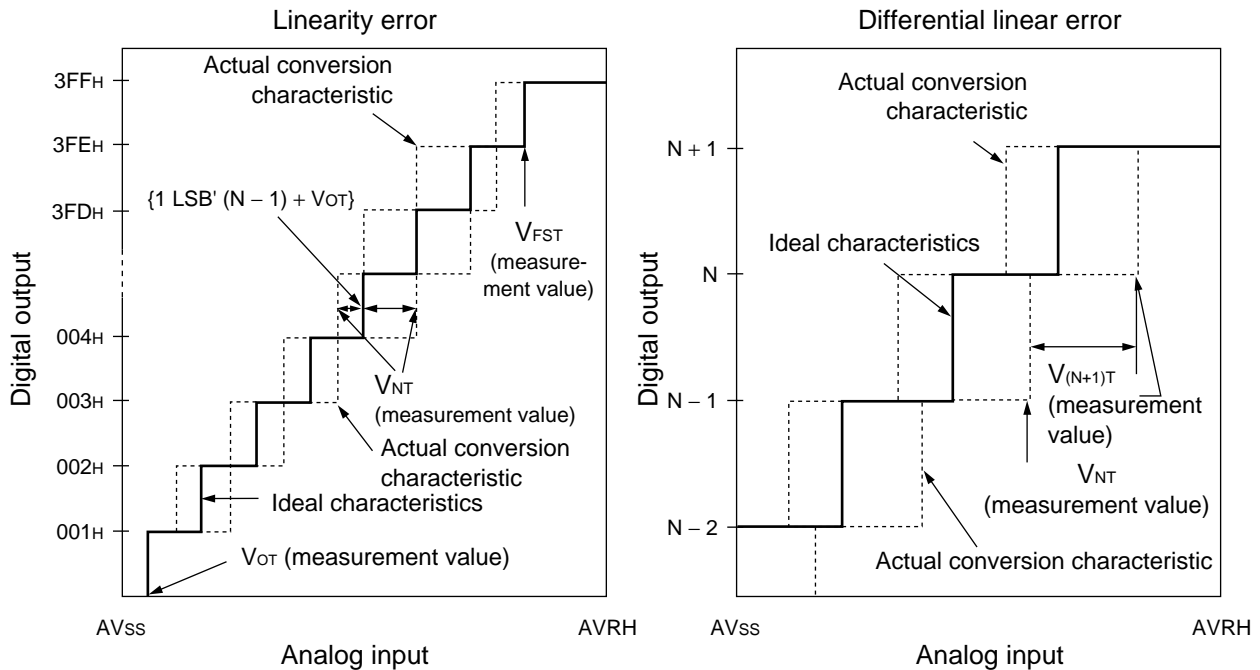 Linearity error
3FFH
3FEH
3FDH
004H
003H
002H
001H
Digital output
Actual conversion
characteristic
{1 LSB' (N − 1) + VOT}
VFST
(measure-
ment value)
VNT
(measurement value)
Actual conversion
characteristic
Ideal characteristics
VOT (measurement value)
AVSS
AVRH
Analog input
Differential linear error
N + 1
N
N − 1
N − 2
Digital output
Actual conversion
characteristic
Ideal characteristics
V(N+1)T
(measurement
value)
VNT
(measurement value)
Actual conversion characteristic
AVSS
AVRH
Analog input